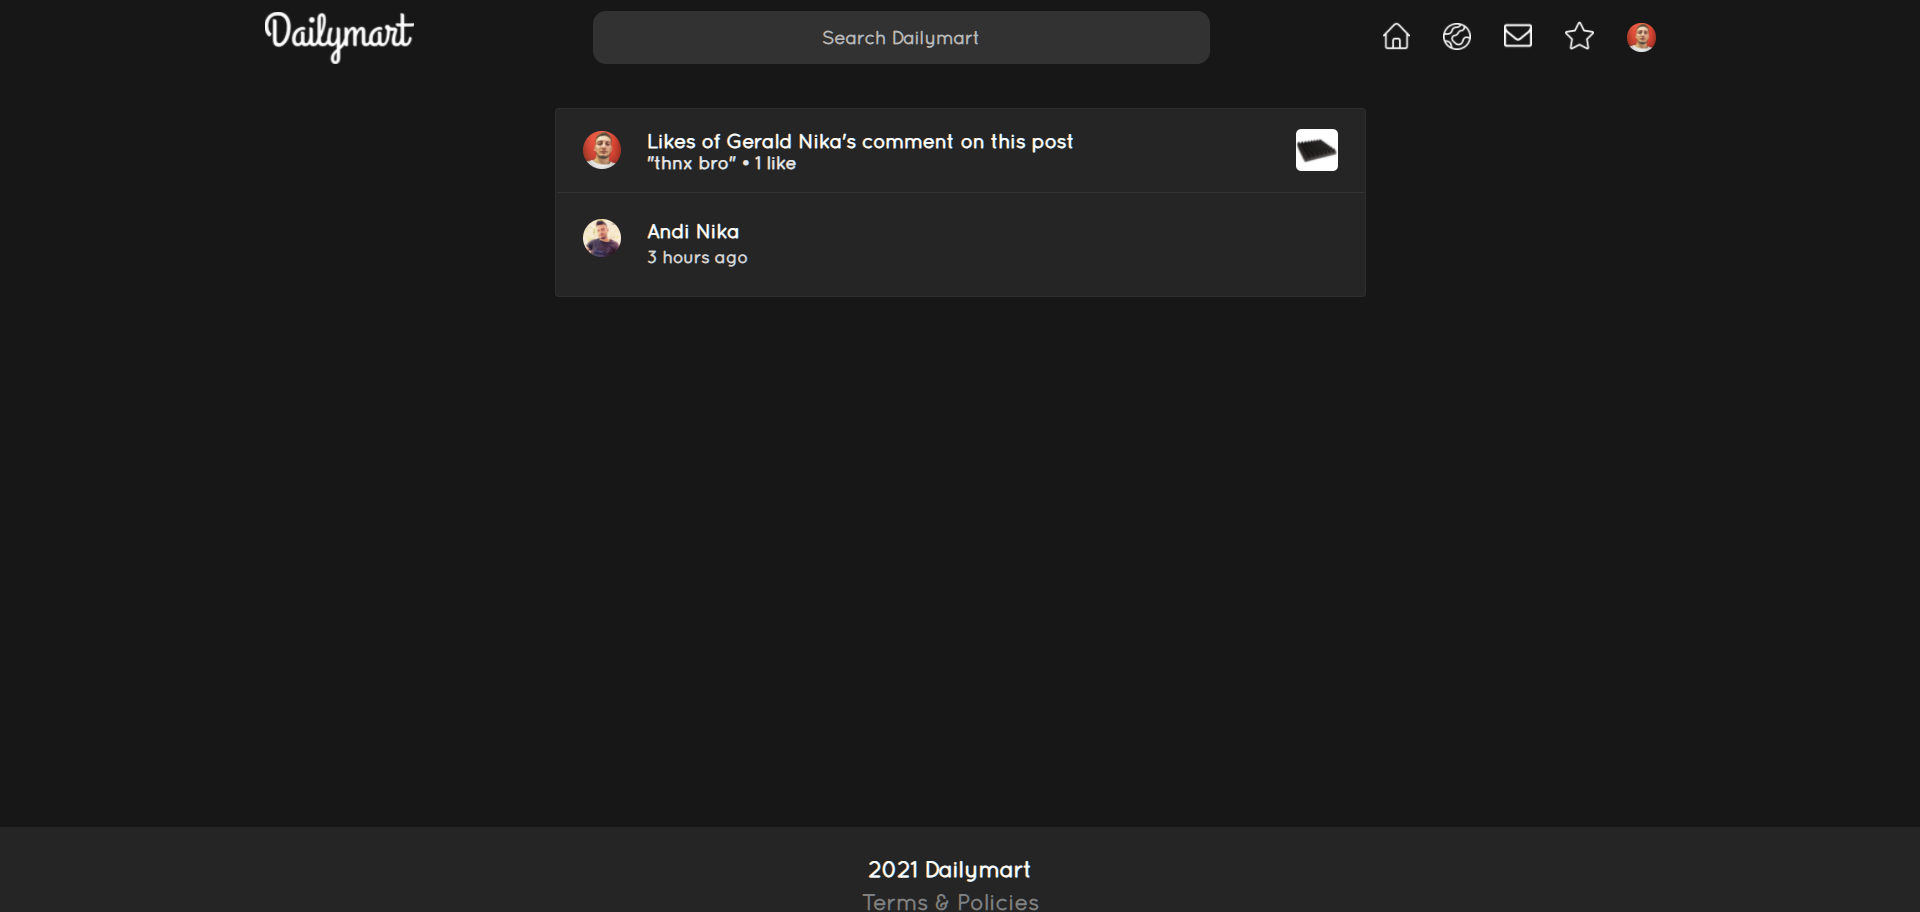 Dailymart
Search Dailymart
Likes of Gerald Nika's comment on this post
"thnx bro" • 1 like
Andi Nika
3 hours ago
2021 Dailymart
Terms & Policies